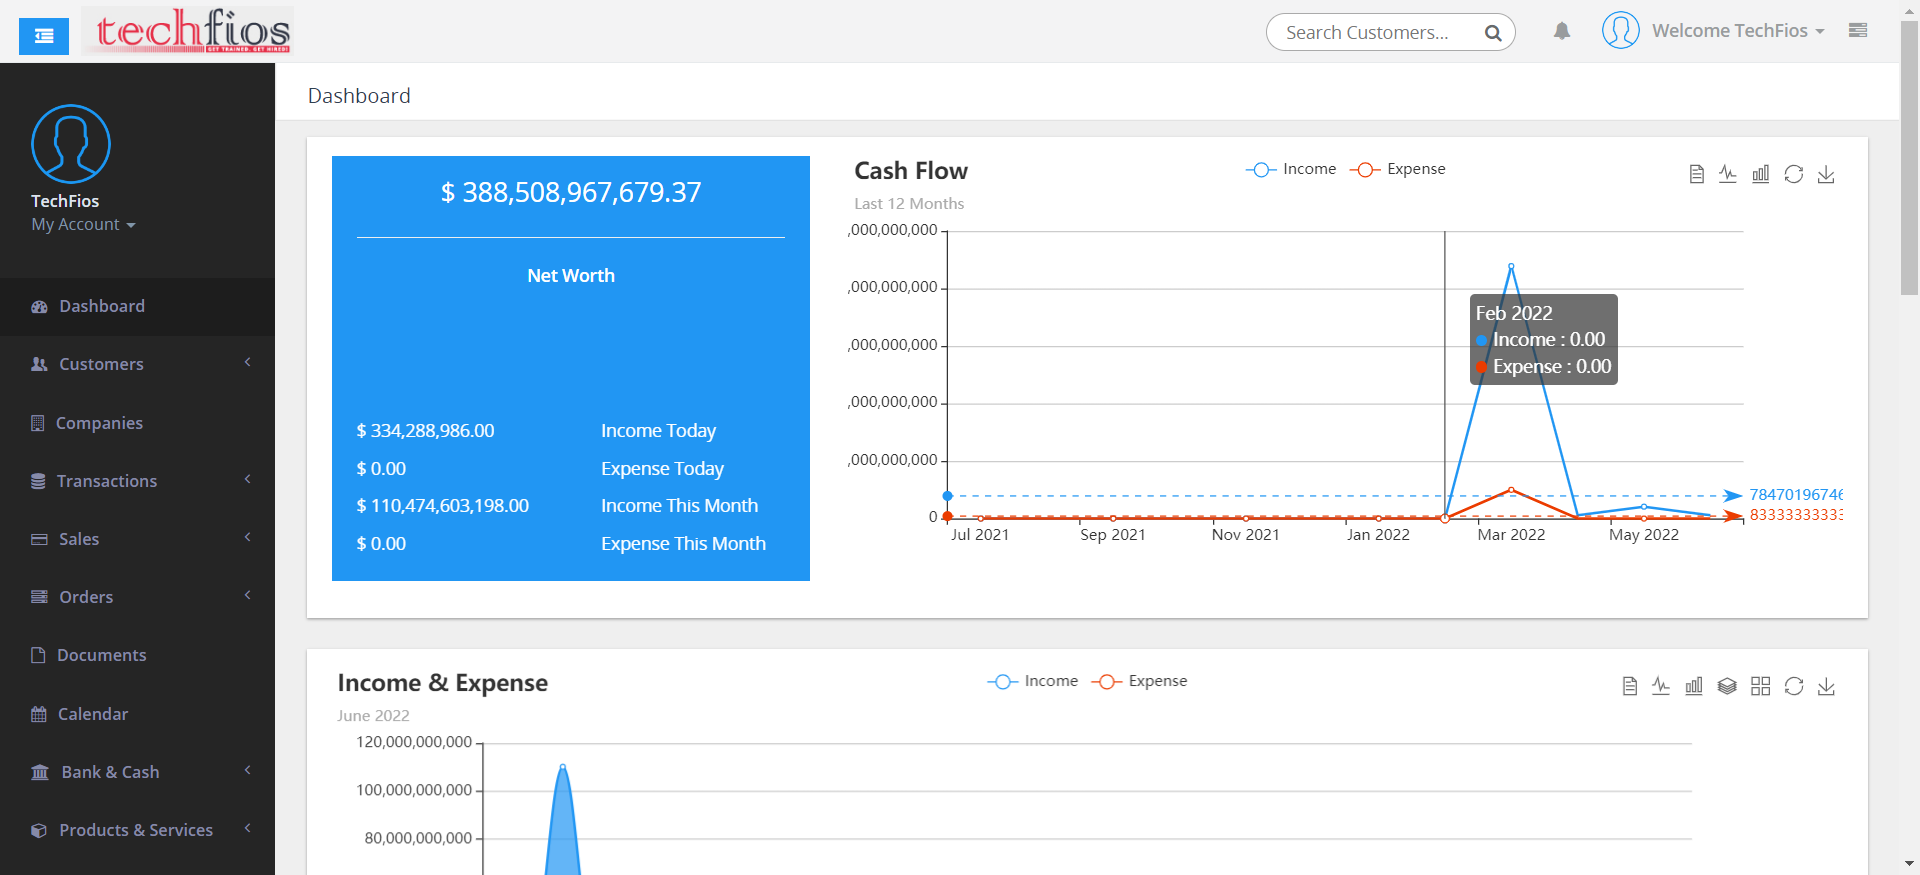 techfios
GET TRAINED. GET HIRED!
Search Customers...
Welcome TechFios
TechFios
My Account
Dashboard
Customers
Companies
Transactions
Sales
Orders
Documents
Calendar
Bank & Cash
Products & Services
Dashboard
$ 388,508,967,679.37
Net Worth
$ 334,288,986.00 Income Today
$ 0.00 Expense Today
$ 110,474,603,198.00 Income This Month
$ 0.00 Expense This Month
Cash Flow
Last 12 Months
Income Expense
,000,000,000
,000,000,000
,000,000,000
,000,000,000
,000,000,000
0
Feb 2022
Income : 0.00
Expense : 0.00
78470196746
83333333333
Jul 2021 Sep 2021 Nov 2021 Jan 2022 Mar 2022 May 2022
Income & Expense
June 2022
Income Expense
120,000,000,000
100,000,000,000
80,000,000,000